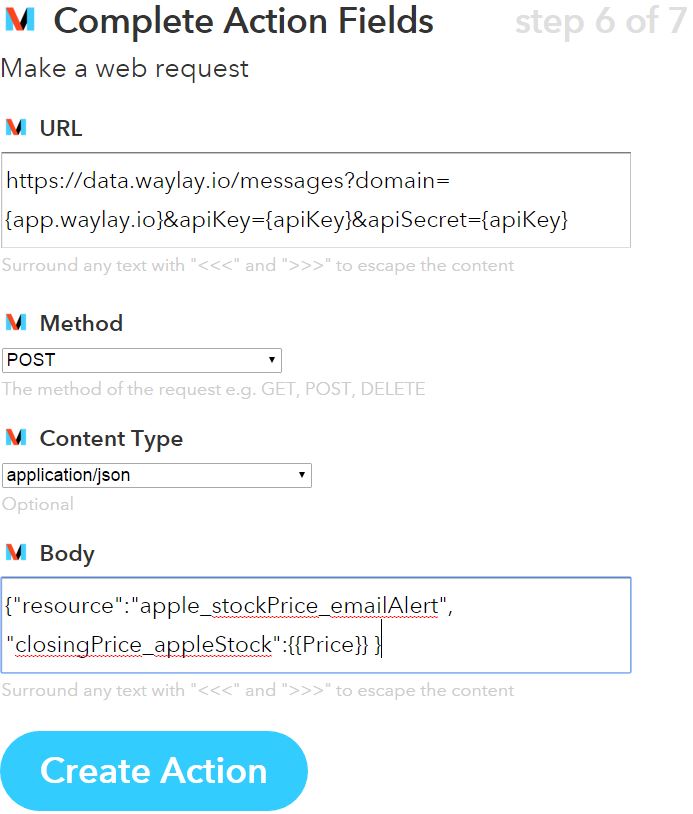 Complete Action Fields
step 6 of 7
Make a web request
URL
https://data.waylay.io/messages?domain=
{app.waylay.io}&apiKey={apiKey}&apiSecret={apiKey}
Surround any text with "<<<" and ">>>" to escape the content
Method
POST
The method of the request e.g. GET, POST, DELETE
Content Type
application/json
Optional
Body
{"resource":"apple_stockPrice_emailAlert",
"closingPrice_appleStock":{{Price}} }
Surround any text with "<<<" and ">>>" to escape the content
Create Action